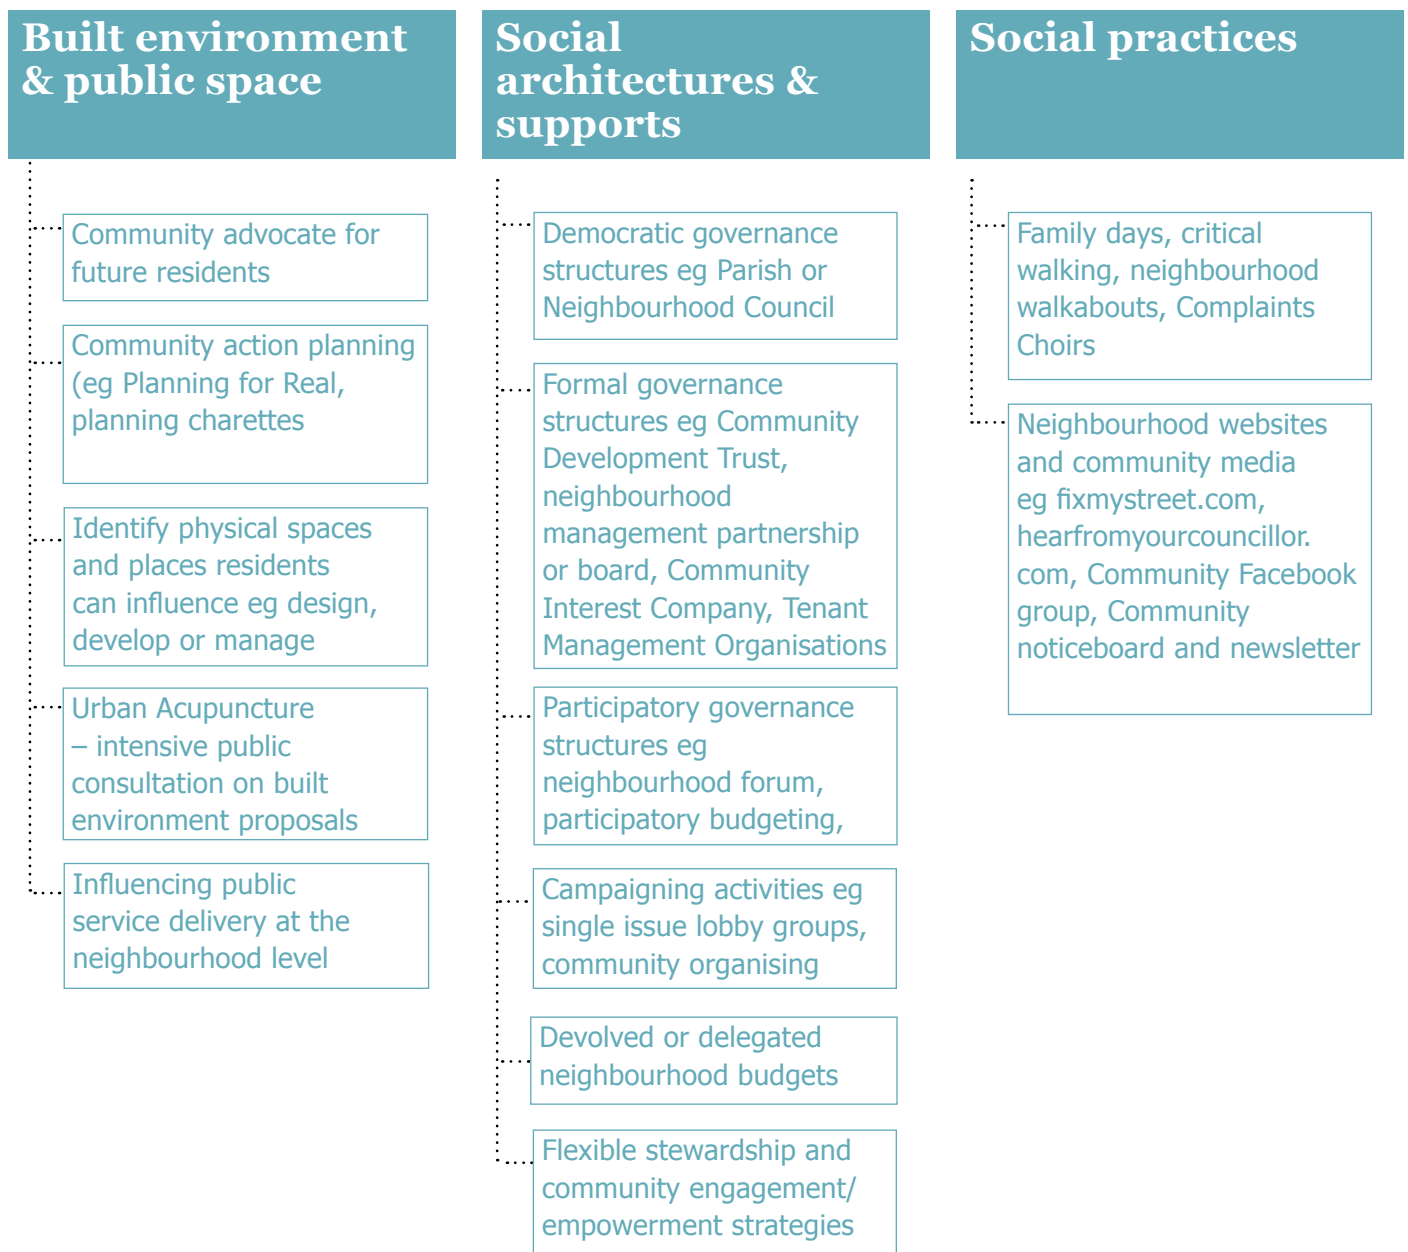 Built environment
& public space
Community advocate for
future residents
Community action planning
(eg Planning for Real,
planning charettes
Identify physical spaces
and places residents
can influence eg design,
develop or manage
Urban Acupuncture
– intensive public
consultation on built
environment proposals
Influencing public
service delivery at the
neighbourhood level
Social
architectures &
supports
Democratic governance
structures eg Parish or
Neighbourhood Council
Formal governance
structures eg Community
Development Trust,
neighbourhood
management partnership
or board, Community
Interest Company, Tenant
Management Organisations
Participatory governance
structures eg
neighbourhood forum,
participatory budgeting,
Campaigning activities eg
single issue lobby groups,
community organising
Devolved or delegated
neighbourhood budgets
Flexible stewardship and
community engagement/
empowerment strategies
Social practices
Family days, critical
walking, neighbourhood
walkabouts, Complaints
Choirs
Neighbourhood websites
and community media
eg fixmystreet.com,
hearfromyourcouncillor.
com, Community Facebook
group, Community
noticeboard and newsletter